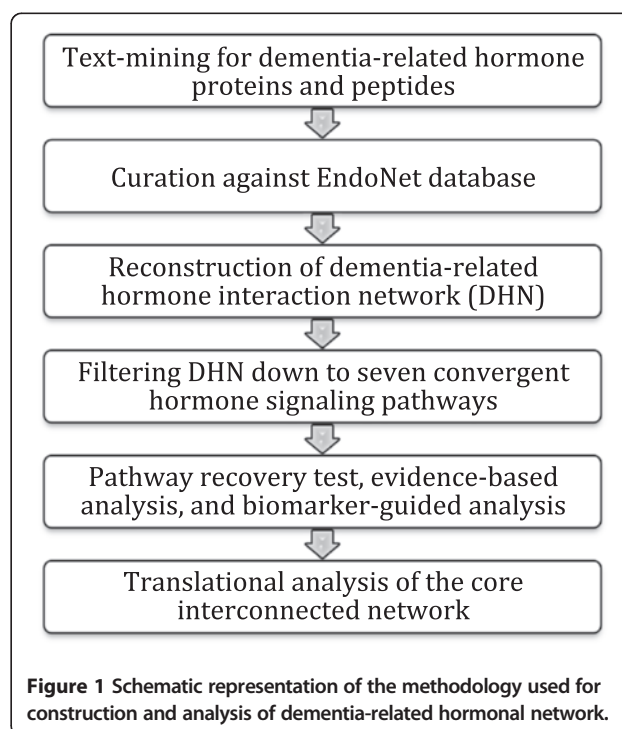 Text-mining for dementia-related hormone
proteins and peptides
Curation against EndoNet database
Reconstruction of dementia-related
hormone interaction network (DHN)
Filtering DHN down to seven convergent
hormone signaling pathways
Pathway recovery test, evidence-based
analysis, and biomarker-guided analysis
Translational analysis of the core
interconnected network
Figure 1 Schematic representation of the methodology used for
construction and analysis of dementia-related hormonal network.